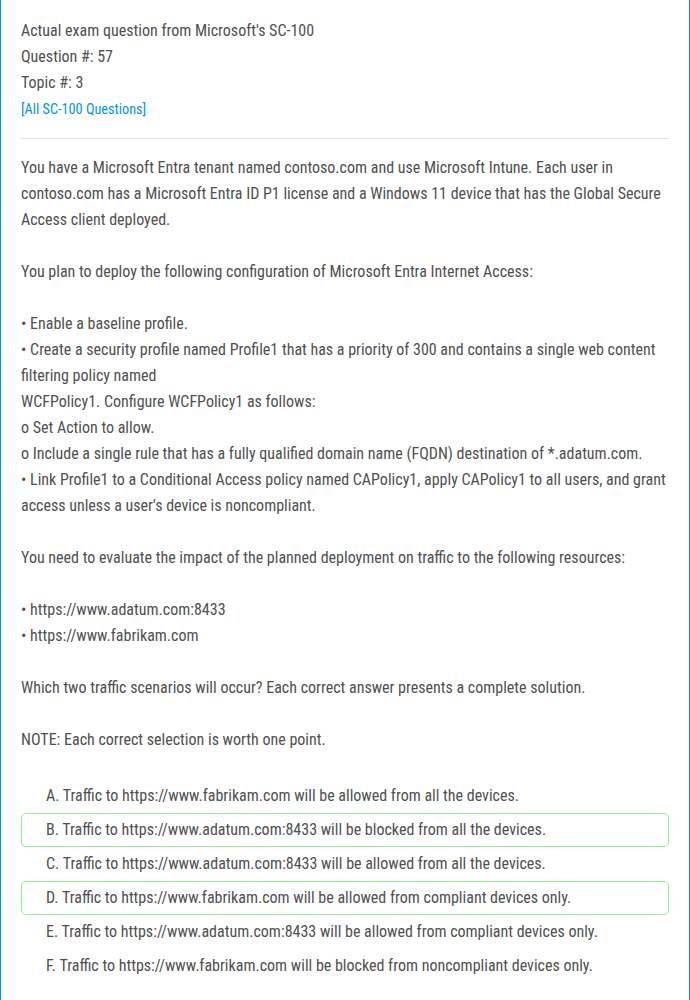 Actual exam question from Microsoft's SC-100
Question #: 57
Topic #: 3
[All SC-100 Questions]
You have a Microsoft Entra tenant named contoso.com and use Microsoft Intune. Each user in
contoso.com has a Microsoft Entra ID P1 license and a Windows 11 device that has the Global Secure
Access client deployed.
You plan to deploy the following configuration of Microsoft Entra Internet Access:
• Enable a baseline profile.
• Create a security profile named Profile1 that has a priority of 300 and contains a single web content
filtering policy named
WCFPolicy1. Configure WCFPolicy1 as follows:
o Set Action to allow.
o Include a single rule that has a fully qualified domain name (FQDN) destination of *.adatum.com.
• Link Profile1 to a Conditional Access policy named CAPolicy1, apply CAPolicy1 to all users, and grant
access unless a user's device is noncompliant.
You need to evaluate the impact of the planned deployment on traffic to the following resources:
• https://www.adatum.com:8433
• https://www.fabrikam.com
Which two traffic scenarios will occur? Each correct answer presents a complete solution.
NOTE: Each correct selection is worth one point.
A. Traffic to https://www.fabrikam.com will be allowed from all the devices.
B. Traffic to https://www.adatum.com:8433 will be blocked from all the devices.
C. Traffic to https://www.adatum.com:8433 will be allowed from all the devices.
D. Traffic to https://www.fabrikam.com will be allowed from compliant devices only.
E. Traffic to https://www.adatum.com:8433 will be allowed from compliant devices only.
F. Traffic to https://www.fabrikam.com will be blocked from noncompliant devices only.